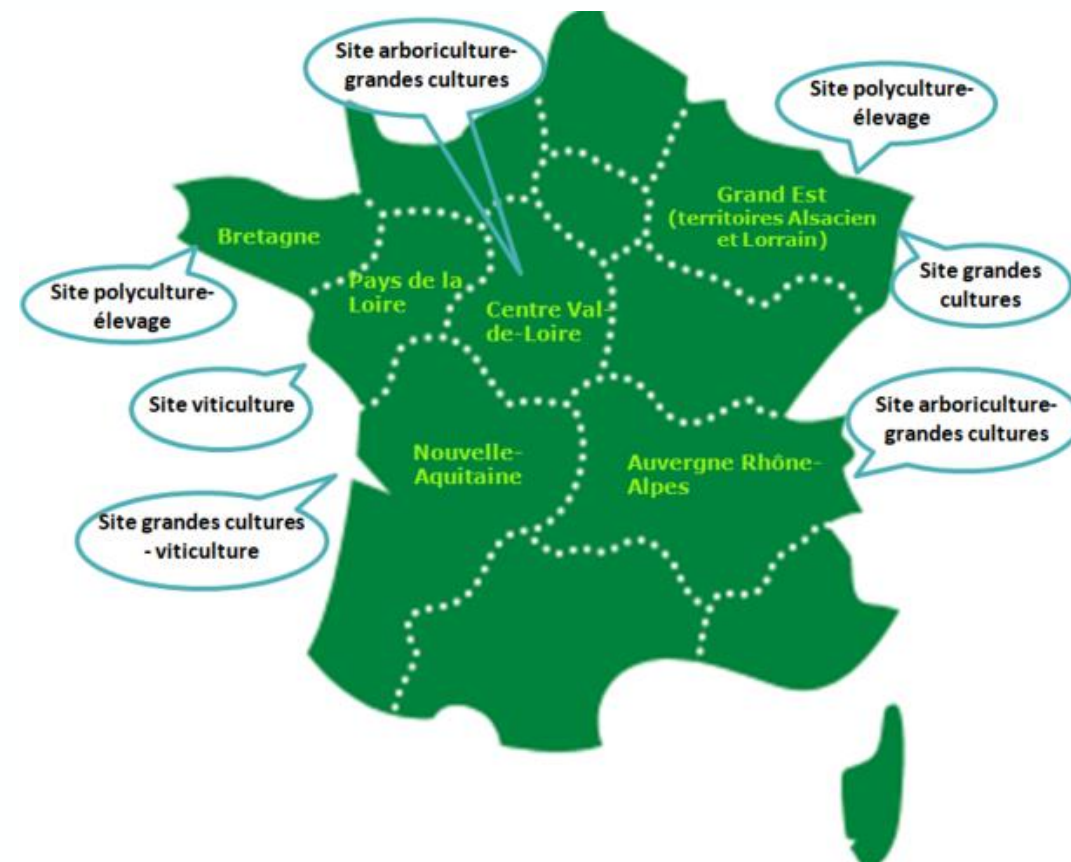 Site arboriculture-
grandes cultures
Site polyculture-
élevage
Grand Est
(territoires Alsacien
et Lorrain)
Bretagne
Site grandes
cultures
Site polyculture-
élevage
Pays de la
Loire
Centre Val-
de-Loire
Site viticulture
Site arboriculture-
grandes cultures
Nouvelle-
Aquitaine
Auvergne Rhône-
Alpes
Site grandes cultures
- viticulture